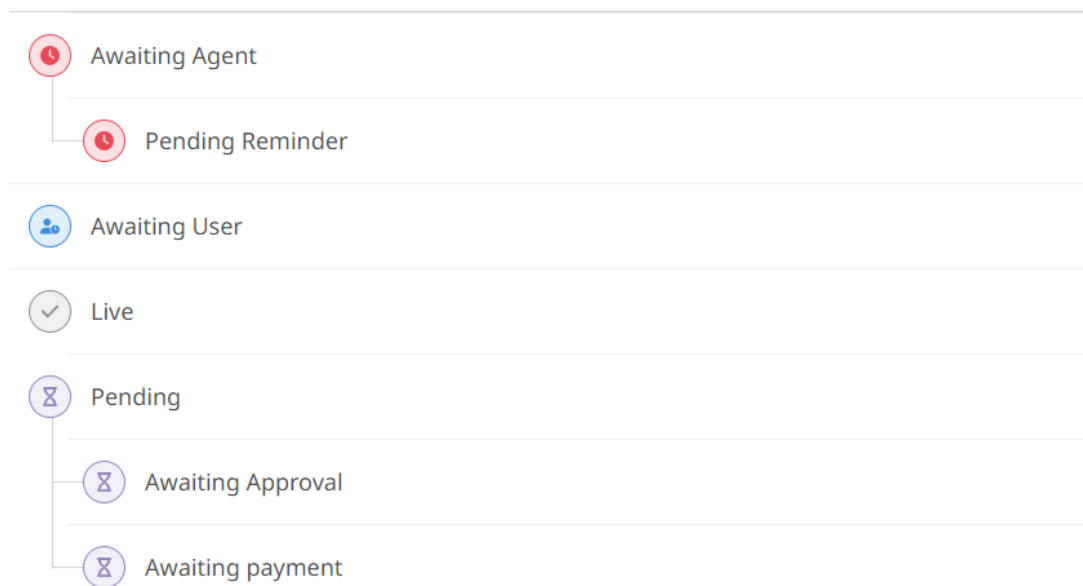 Awaiting Agent
Pending Reminder
Awaiting User
Live
Pending
Awaiting Approval
Awaiting payment